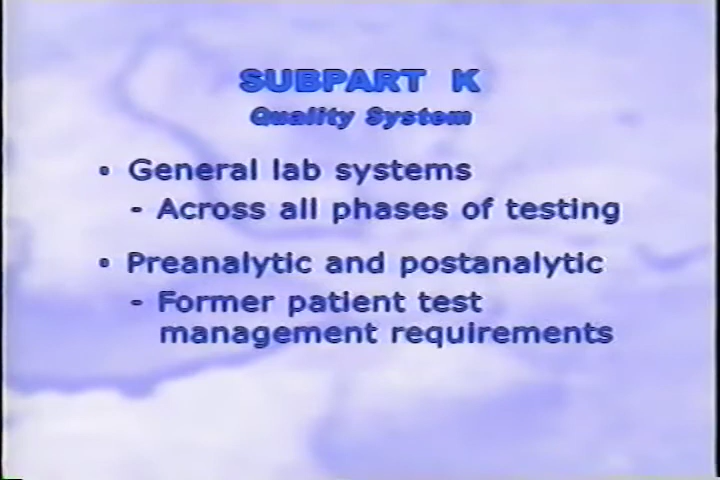 SUBPART K
Quality System
• General lab systems
- Across all phases of testing
• Preanalytic and postanalytic
- Former patient test
management requirements